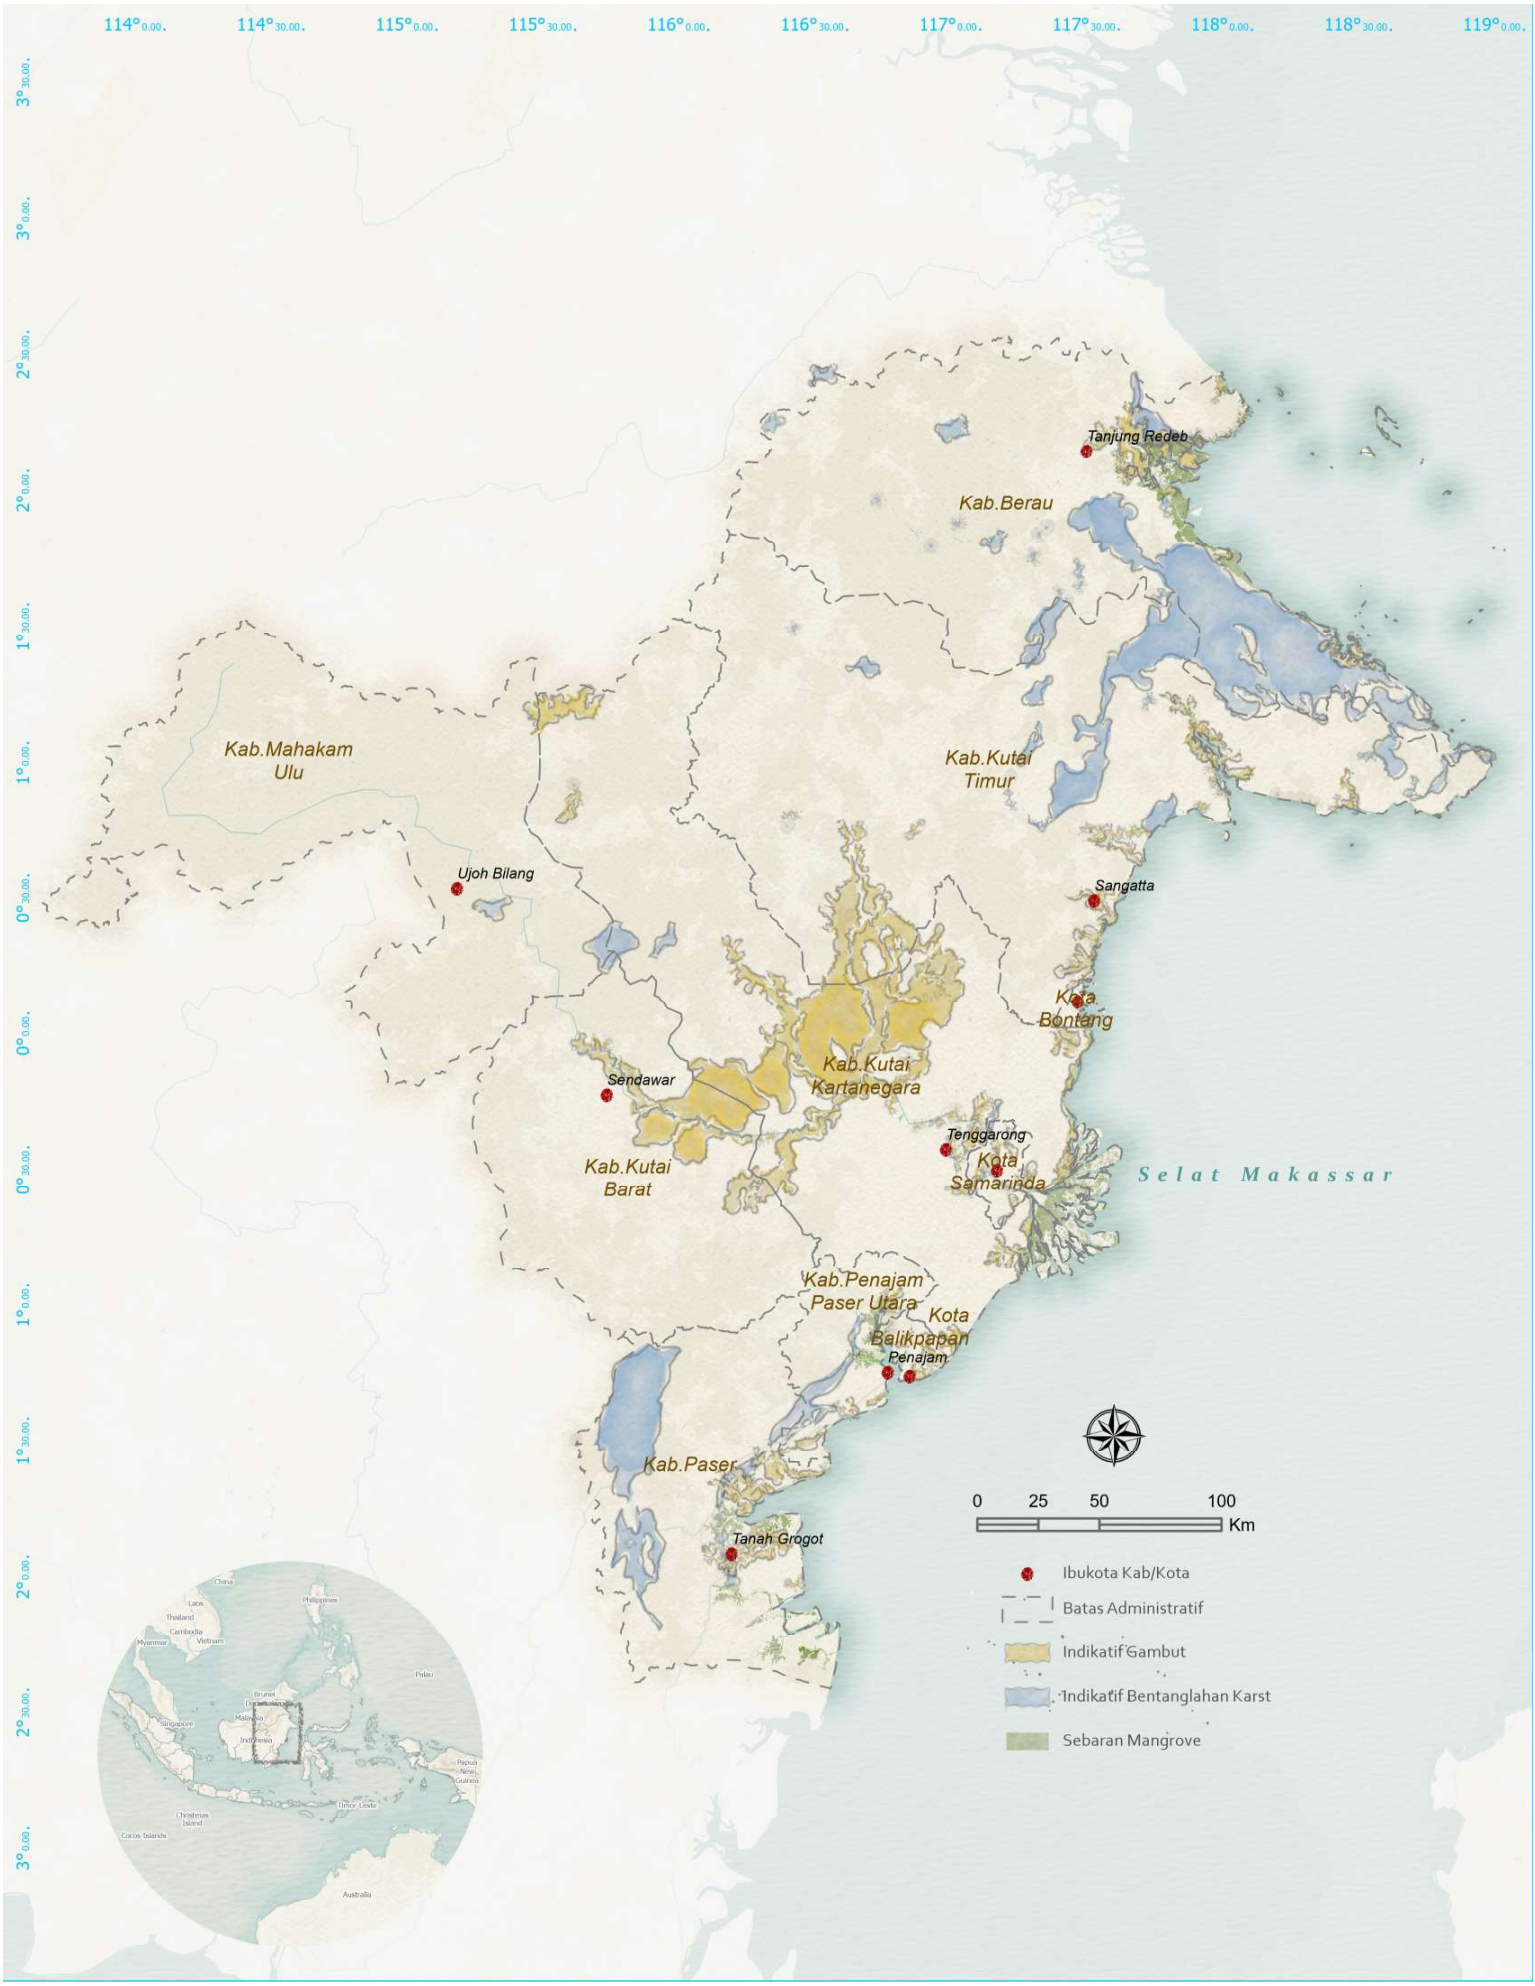 114° 0.00.
114° 30.00.
115° 0.00.
115° 30.00.
116° 0.00.
116° 30.00.
117° 0.00.
117° 30.00.
118° 0.00.
118° 30.00.
119° 0.00.
3° 30.00.
3° 0.00.
2° 30.00.
2° 0.00.
1° 30.00.
1° 0.00.
0° 30.00.
0° 0.00.
0° 30.00.
1° 0.00.
1° 30.00.
2° 0.00.
2° 30.00.
3° 0.00.
Tanjung Redeb
Kab.Berau
Kab.Mahakam
Ulu
Kab.Kutai
Timur
Ujoh Bilang
Sangatta
Kota
Bontang
Kab.Kutai
Kartanegara
Sendawar
Tenggarong
Kota
Samarinda
Kab.Kutai
Barat
Selat Makassar
Kab.Penajam
Paser Utara
Kota
Balikpapan
Penajam
Kab.Paser
Tanah Grogot
0 25 50 100
Km
Ibukota Kab/Kota
Batas Administratif
Indikatif Gambut
Indikatif Bentanglahan Karst
Sebaran Mangrove
China
Laos
Thailand
Cambodia
Myanmar
Vietnam
Philippines
Palau
Brunei
Malaysia
Singapore
Indonesia
Papua
New
Guinea
Timor-Leste
Christmas
Island
Cocos Islands
Australia